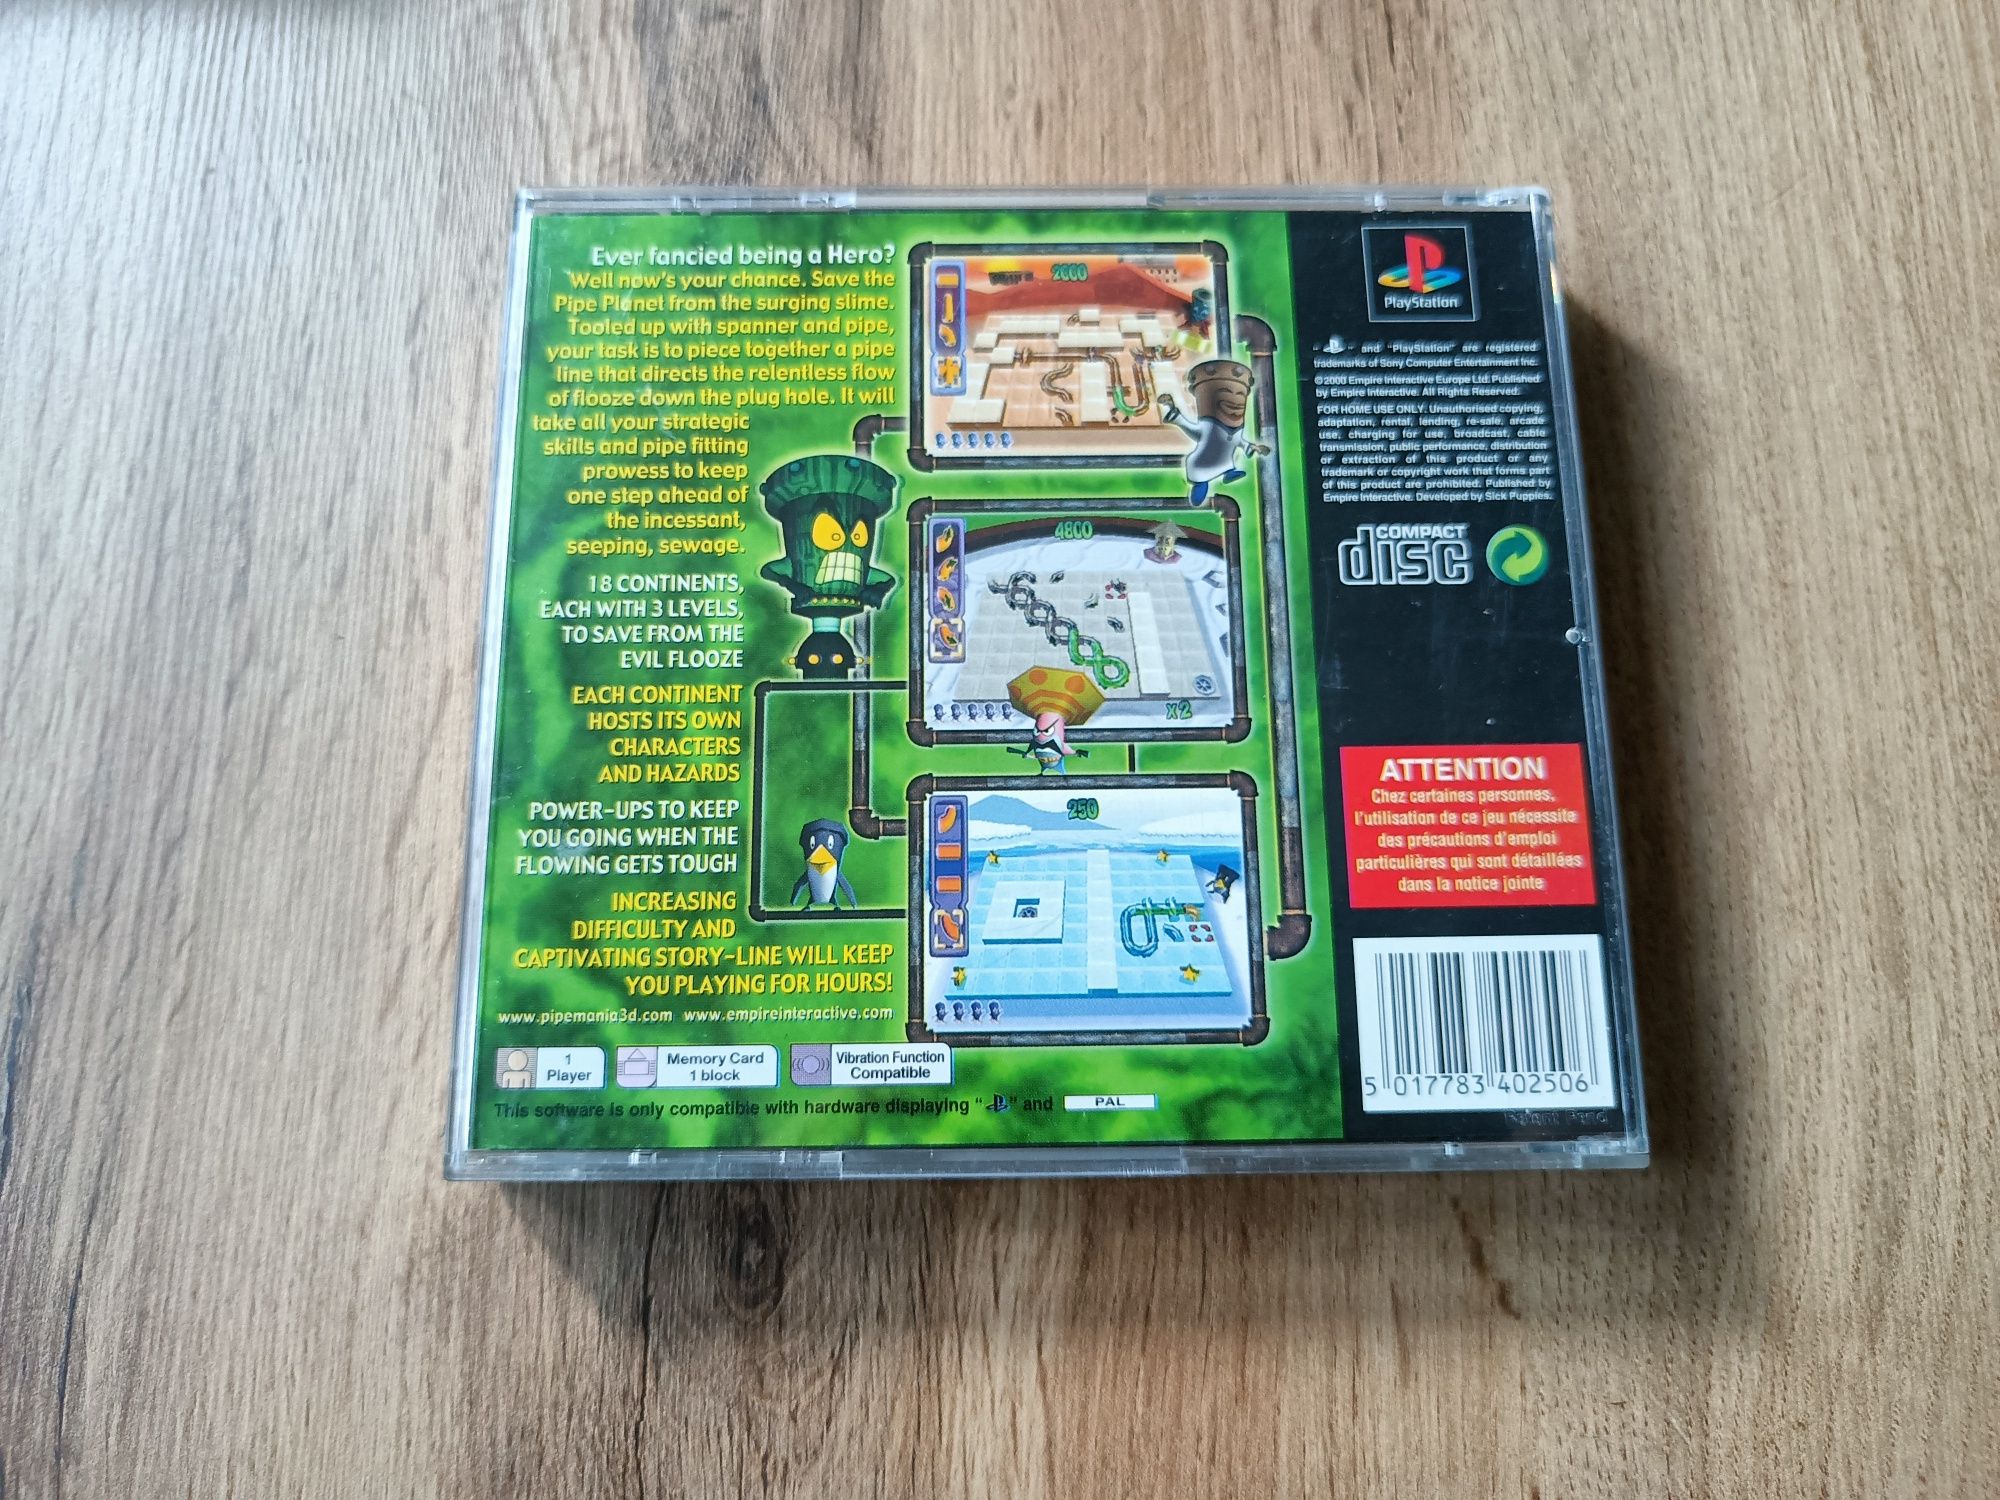 Ever fancied being a Hero?
Well now's your chance. Save the
Pipe Planet from the surging slime.
Tooled up with spanner and pipe,
your task is to piece together a pipe
line that directs the relentless flow
of flooze down the plug hole. It will
take all your strategic
skills and pipe fitting
prowess to keep
one step ahead of
the incessant,
seeping, sewage.
18 CONTINENTS,
EACH WITH 3 LEVELS,
TO SAVE FROM THE
EVIL FLOOZE
EACH CONTINENT
HOSTS ITS OWN
CHARACTERS
AND HAZARDS
POWER-UPS TO KEEP
YOU GOING WHEN THE
FLOWING GETS TOUGH
INCREASING
DIFFICULTY AND
CAPTIVATING STORY-LINE WILL KEEP
YOU PLAYING FOR HOURS!
www.pipemania3d.com www.empireinteractive.com
1
Player
Memory Card
1 block
Vibration Function
Compatible
This software is only compatible with hardware displaying " " and PAL
2000
4800
x2
250
PlayStation
" " and "PlayStation" are registered
trademarks of Sony Computer Entertainment Inc.
©2000 Empire Interactive Europe Ltd. Published
by Empire Interactive. All Rights Reserved.
FOR HOME USE ONLY. Unauthorised copying,
adaptation, rental, lending, re-sale, arcade
use, charging for use, broadcast, cable
transmission, public performance, distribution
or extraction of this product or any
trademark or copyright work that forms part
of this product are prohibited. Published by
Empire Interactive. Developed by Sick Puppies.
COMPACT
disc
ATTENTION
Chez certaines personnes,
l'utilisation de ce jeu nécessite
des précautions d'emploi
particulières qui sont détaillées
dans la notice jointe
5 017783 402506